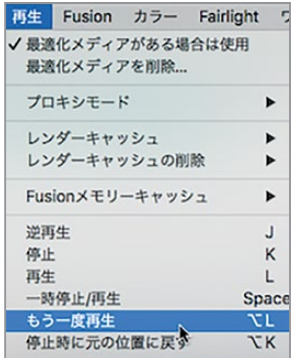 再生 Fusion カラー Fairlight
✓ 最適化メディアがある場合は使用
最適化メディアを削除...
プロキシモード ▶
レンダーキャッシュ ▶
レンダーキャッシュの削除 ▶
Fusionメモリーキャッシュ ▶
逆再生 J
停止 K
再生 L
一時停止/再生 Space
もう一度再生 ⌥L
停止時に元の位置に戻す ⌥K